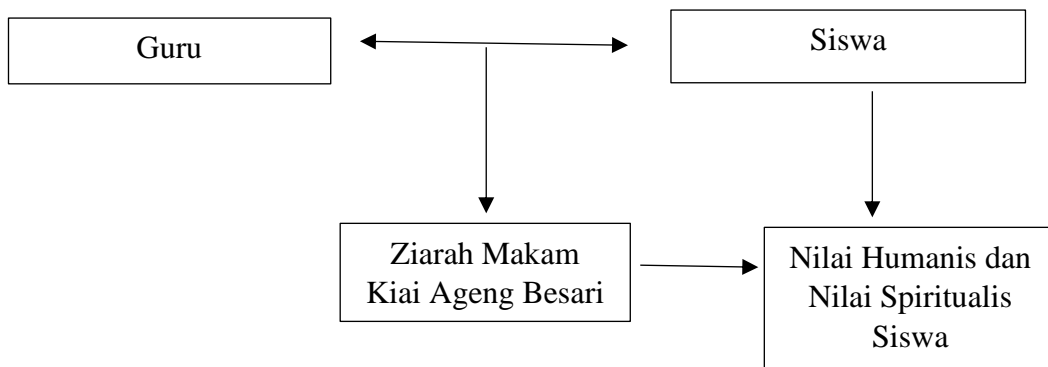 Guru
Siswa
Ziarah Makam
Kiai Ageng Besari
Nilai Humanis dan
Nilai Spiritualis
Siswa